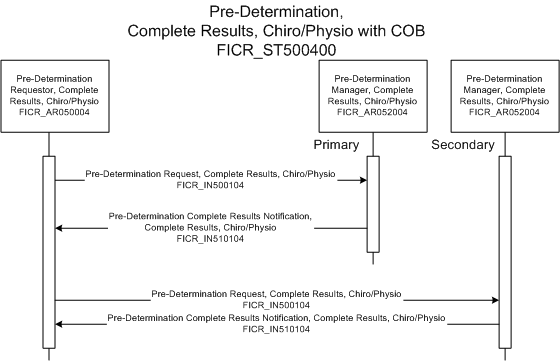 Pre-Determination,
Complete Results, Chiro/Physio with COB
FICR_ST500400
Pre-Determination
Requestor, Complete
Results, Chiro/Physio
FICR_AR050004
Pre-Determination
Manager, Complete
Results, Chiro/Physio
FICR_AR052004
Pre-Determination
Manager, Complete
Results, Chiro/Physio
FICR_AR052004
Primary
Secondary
Pre-Determination Request, Complete Results, Chiro/Physio
FICR_IN500104
Pre-Determination Complete Results Notification,
Complete Results, Chiro/Physio
FICR_IN510104
Pre-Determination Request, Complete Results, Chiro/Physio
FICR_IN500104
Pre-Determination Complete Results Notification, Complete Results, Chiro/Physio
FICR_IN510104